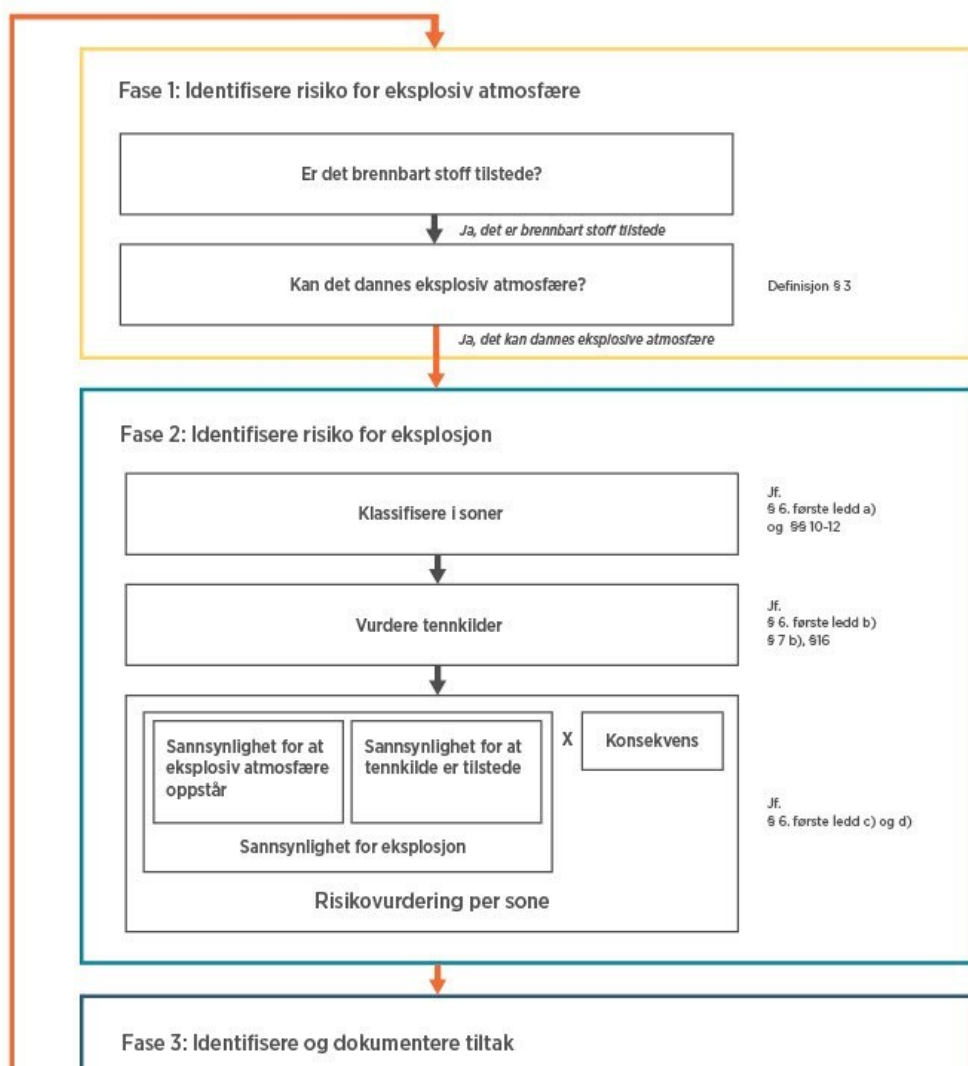 Fase 1: Identifisere risiko for eksplosiv atmosfære
Er det brennbart stoff tilstede?
Ja, det er brennbart stoff tilstede
Kan det dannes eksplosiv atmosfære?
Definisjon § 3
Ja, det kan dannes eksplosive atmosfære
Fase 2: Identifisere risiko for eksplosjon
Klassifisere i soner
Jf.
§ 6. første ledd a)
og §§ 10-12
Vurdere tennkilder
Jf.
§ 6. første ledd b)
§ 7 b), §16
Sannsynlighet for at
eksplosiv atmosfære
oppstår
Sannsynlighet for at
tennkilde er tilstede
X
Konsekvens
Sannsynlighet for eksplosjon
Risikovurdering per sone
Jf.
§ 6. første ledd c) og d)
Fase 3: Identifisere og dokumentere tiltak